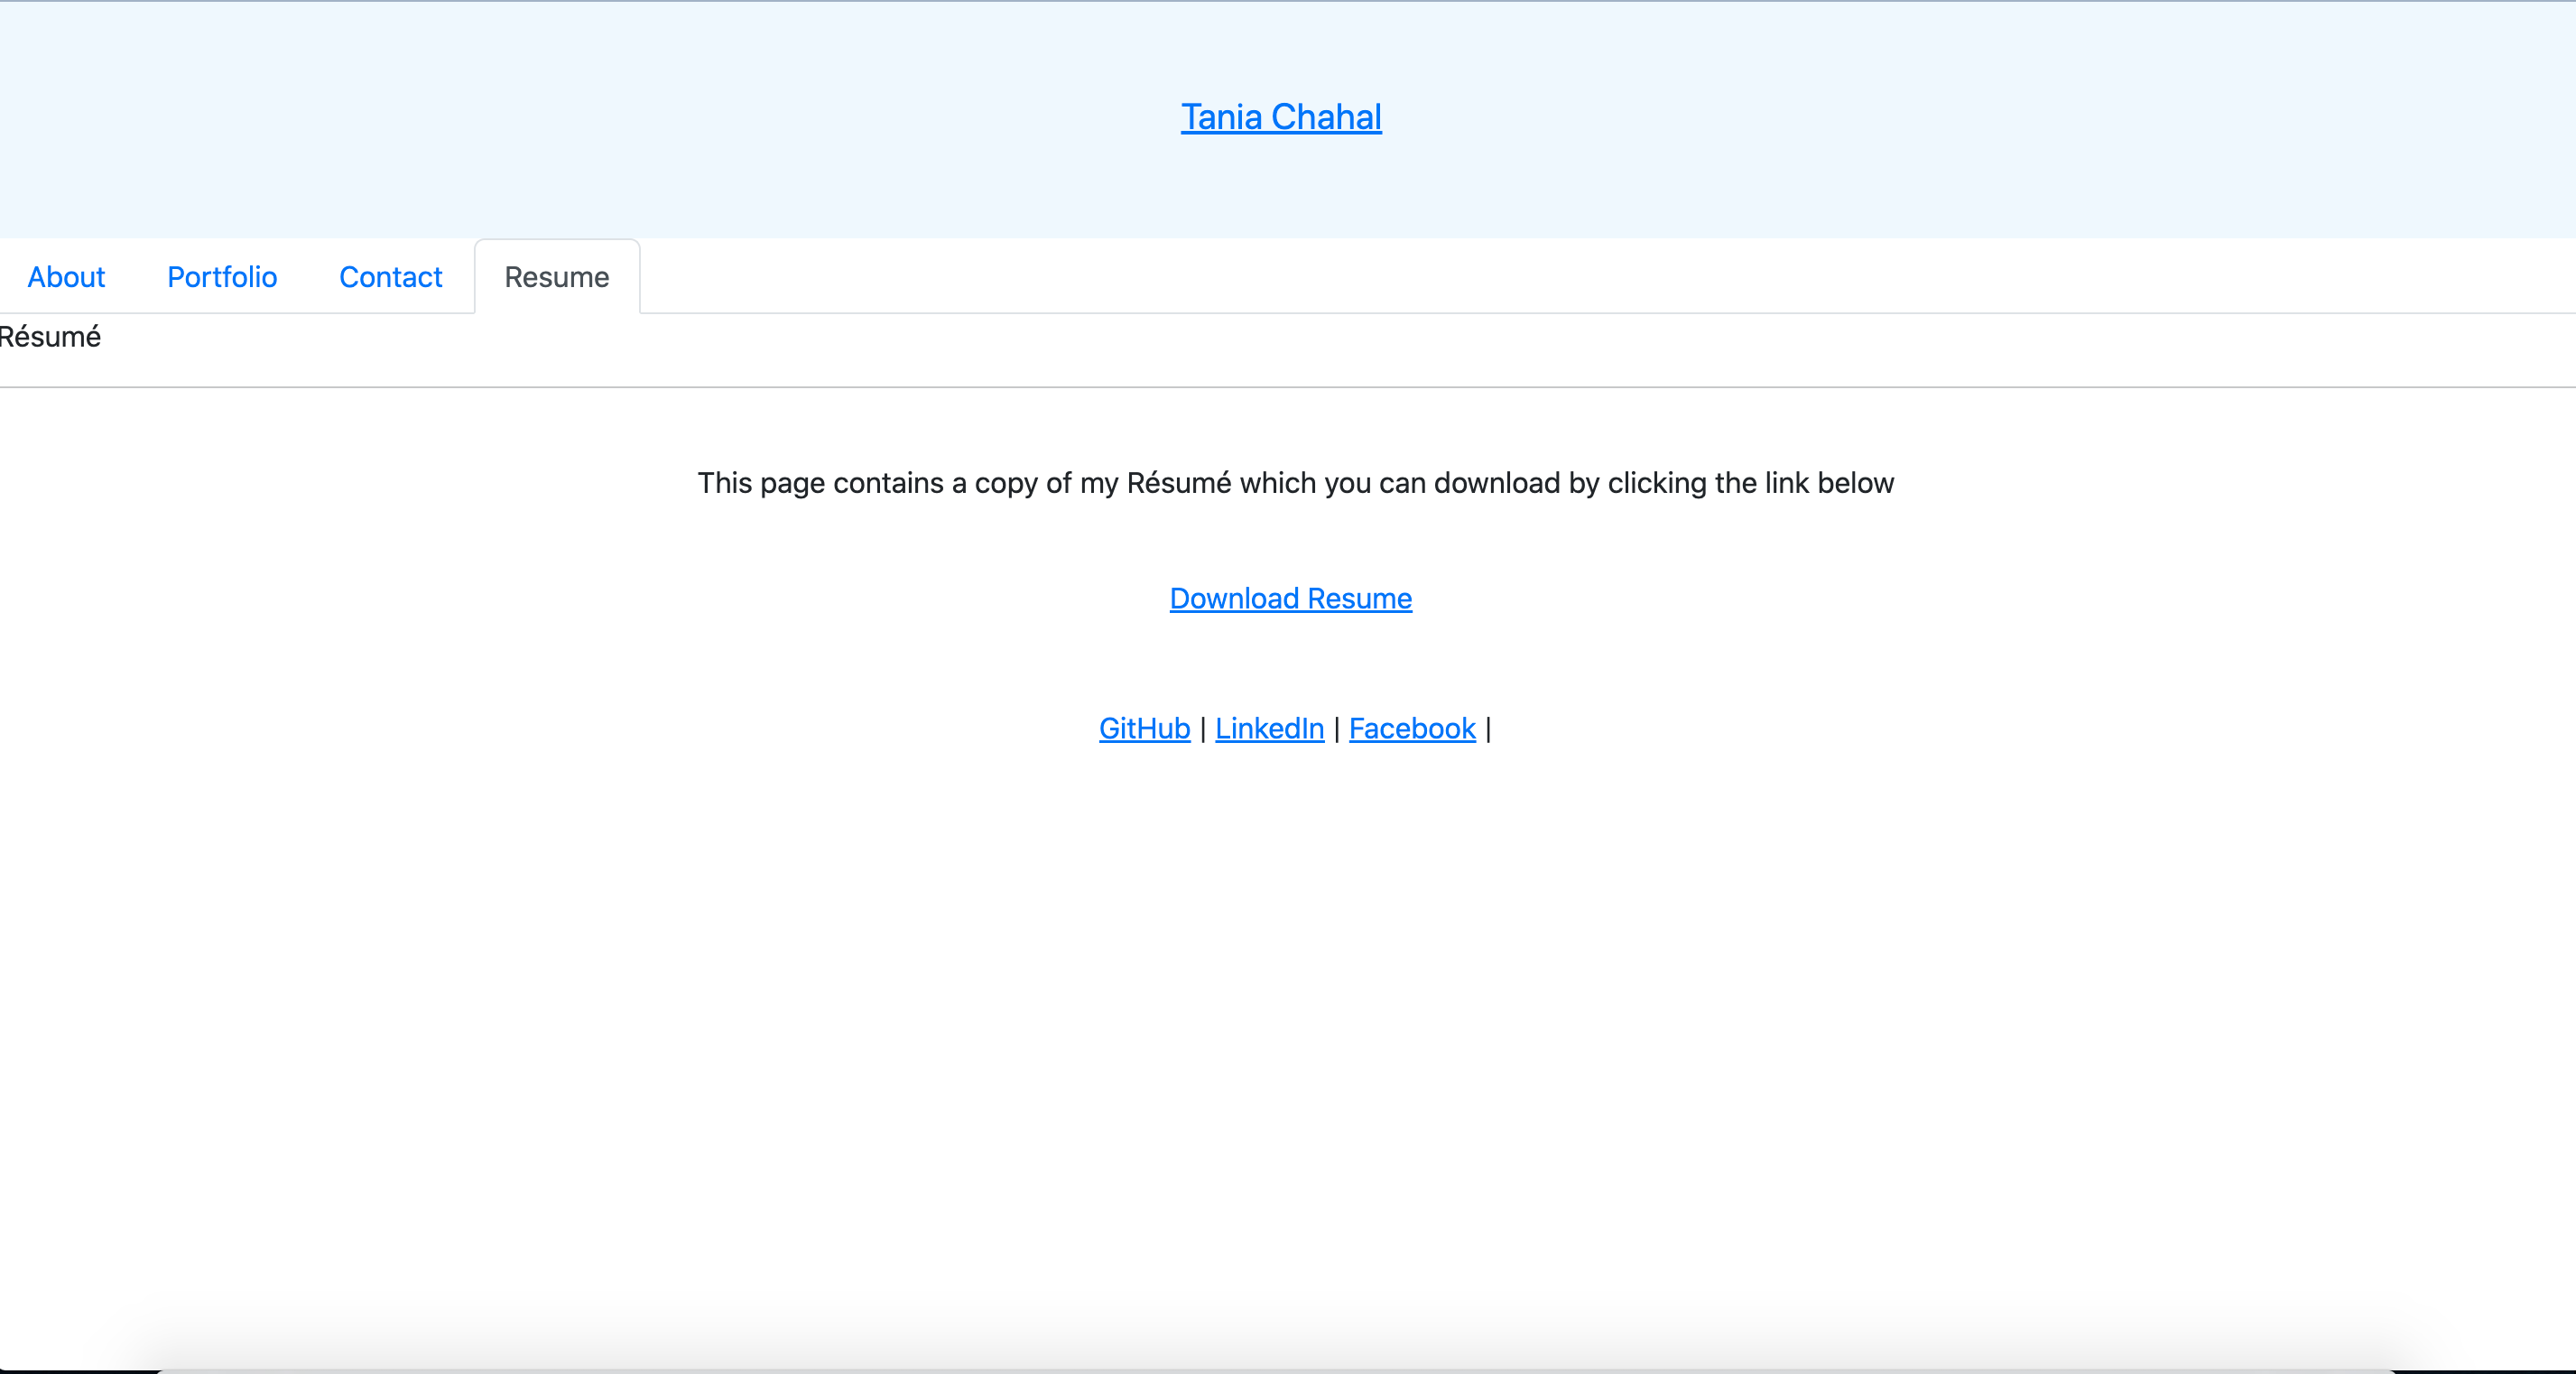 Tania Chahal
About Portfolio Contact Resume
Résumé
This page contains a copy of my Résumé which you can download by clicking the link below
Download Resume
GitHub | LinkedIn | Facebook |